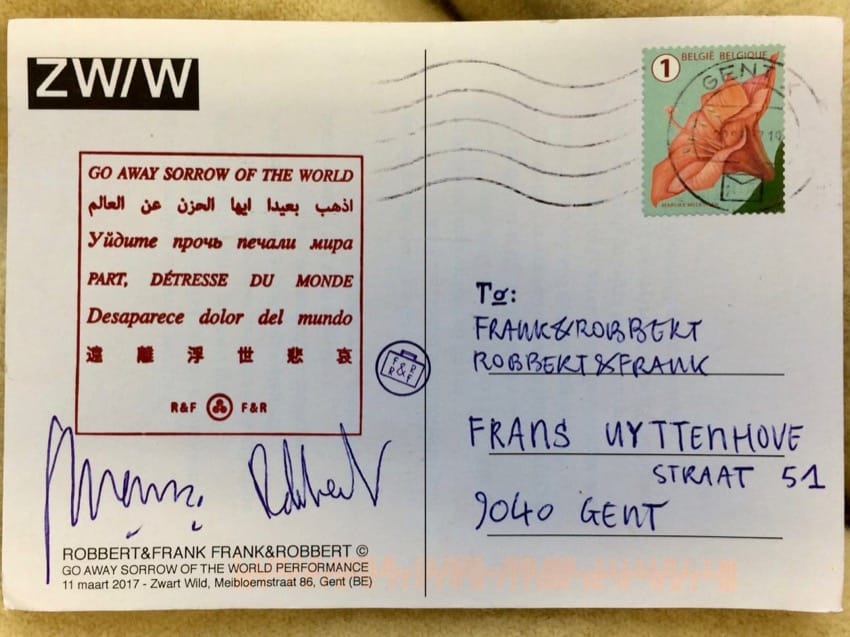 ZW/W
GO AWAY SORROW OF THE WORLD
اذهب بعيدا ايها الحزن عن العالم
Уйдите прочь печали мира
PART, DÉTRESSE DU MONDE
Desaparece dolor del mundo
遠離浮世悲哀
R&F F&R
Robbert
ROBBERT&FRANK FRANK&ROBBERT ©
GO AWAY SORROW OF THE WORLD PERFORMANCE
11 maart 2017 - Zwart Wild, Meibloemstraat 86, Gent (BE)
F&R
R&F
1 BELGIË BELGIQUE
GENT
To:
FRANK&ROBBERT
ROBBERT&FRANK
FRANS UYTTENHOVE
STRAAT 51
9040 GENT